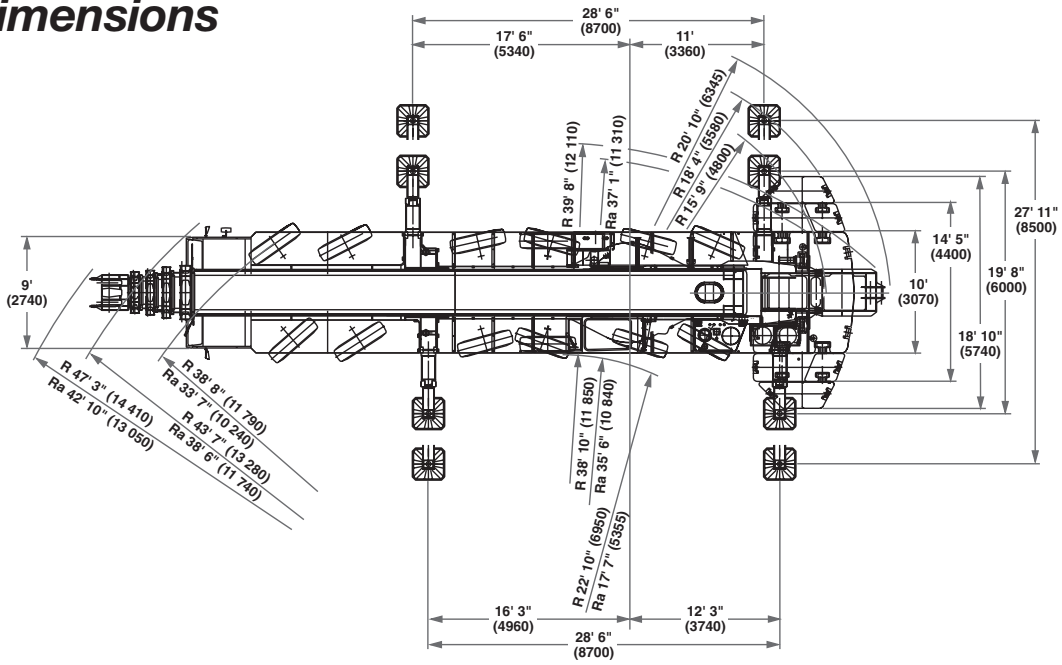 imensions
28' 6"
(8700)
17' 6"
(5340)
11'
(3360)
R 20' 10" (6345)
R 18' 4" (5580)
R 15' 9" (4800)
R 39' 8" (12 110)
Ra 37' 1" (11 310)
27' 11"
(8500)
19' 8"
(6000)
14' 5"
(4400)
10'
(3070)
18' 10"
(5740)
9'
(2740)
R 47' 3" (14 410)
Ra 42' 10" (13 050)
R 38' 8" (11 790)
Ra 33' 7" (10 240)
R 43' 7" (13 280)
Ra 38' 6" (11 740)
R 38' 10" (11 850)
Ra 35' 6" (10 840)
R 22' 10" (6950)
Ra 17' 7" (5355)
16' 3"
(4960)
12' 3"
(3740)
28' 6"
(8700)